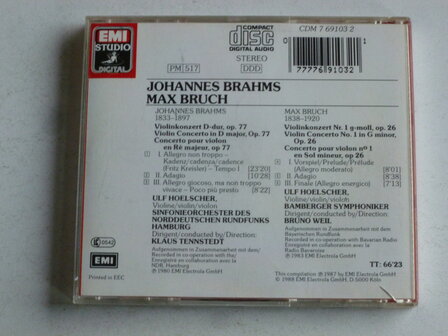 EMI
STUDIO
DIGITAL
COMPACT
disc
DIGITAL AUDIO
STEREO
DDD
PM 517
CDM 7 69103 2
77776 91032
JOHANNES BRAHMS
MAX BRUCH
JOHANNES BRAHMS
1833–1897
Violinkonzert D-dur, op. 77
Violin Concerto in D major, Op. 77
Concerto pour violon
en Ré majeur, op 77
I. Allegro non troppo –
Kadenz/cadenza/cadence
(Fritz Kreisler) – Tempo I [23'20]
II. Adagio [10'28]
III. Allegro giocoso, ma non troppo
vivace – Poco più presto [8'22]
ULF HOELSCHER,
Violine/violin/violon
SINFONIEORCHESTER DES
NORDDEUTSCHEN RUNDFUNKS
HAMBURG
Dirigent/conducted by/Direction:
KLAUS TENNSTEDT
Aufgenommen in Zusammenarbeit mit dem/
Recorded in co-operation with the/
Enregistré en collaboration avec la
NDR, Hamburg
℗ 1980 EMI Electrola GmbH
MAX BRUCH
1838–1920
Violinkonzert Nr. 1 g-moll, op. 26
Violin Concerto No. 1 in G minor,
Op. 26
Concerto pour violon nº 1
en Sol mineur, op 26
I. Vorspiel/Prelude/Prélude
(Allegro moderato) [8'01]
II. Adagio [8'38]
III. Finale (Allegro energico) [7'13]
ULF HOELSCHER,
Violine/violin/violon
BAMBERGER SYMPHONIKER
Dirigent/conducted by/Direction:
BRUNO WEIL
Aufgenommen in Zusammenarbeit mit dem
Bayerischen Rundfunk
Recorded in co-operation with Bavarian Radio
Enregistré en collaboration avec la
Radio Bavaroise
℗ 1983 EMI Electrola GmbH
TT: 66'23
This compilation ℗ 1987 by EMI Electrola GmbH
© 1988 EMI Electrola GmbH, D-5000 Köln
0542
EMI
Printed in EEC